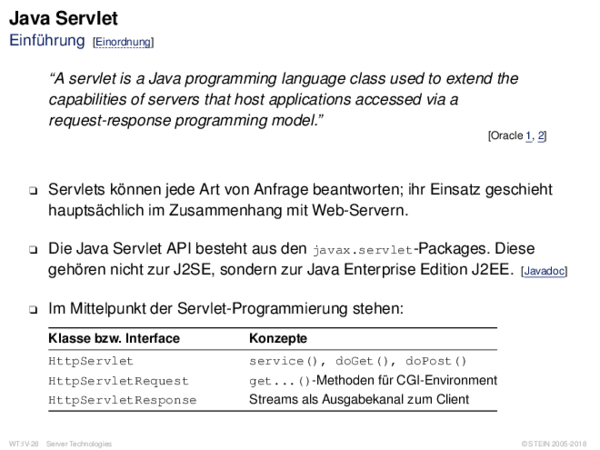 Java Servlet
Einführung [Einordnung]
“A servlet is a Java programming language class used to extend the
capabilities of servers that host applications accessed via a
request-response programming model.”
[Oracle 1, 2]
❑ Servlets können jede Art von Anfrage beantworten; ihr Einsatz geschieht
hauptsächlich im Zusammenhang mit Web-Servern.
❑ Die Java Servlet API besteht aus den javax.servlet-Packages. Diese
gehören nicht zur J2SE, sondern zur Java Enterprise Edition J2EE. [Javadoc]
❑ Im Mittelpunkt der Servlet-Programmierung stehen:
Klasse bzw. Interface Konzepte
HttpServlet service(), doGet(), doPost()
HttpServletRequest get...()-Methoden für CGI-Environment
HttpServletResponse Streams als Ausgabekanal zum Client
WT:IV-28 Server Technologies © STEIN 2005-2018